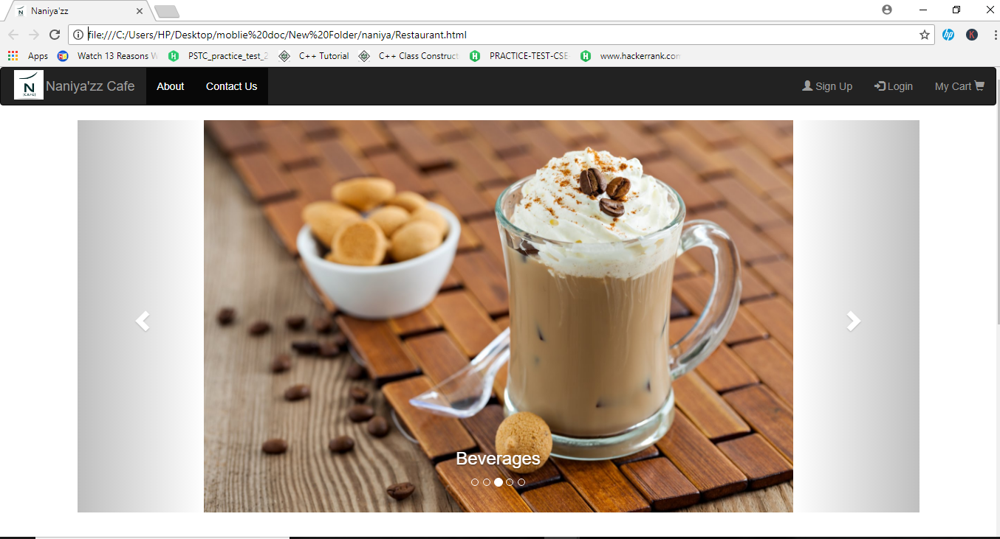 Naniya'zz
file:///C:/Users/HP/Desktop/moblie%20doc/New%20Folder/naniya/Restaurant.html
K
Apps Watch 13 Reasons W PSTC_practice_test_2 C++ Tutorial C++ Class Construct PRACTICE-TEST-CSE- www.hackerrank.com
N
[CAFE]
Naniya'zz Cafe About Contact Us Sign Up Login My Cart
Beverages